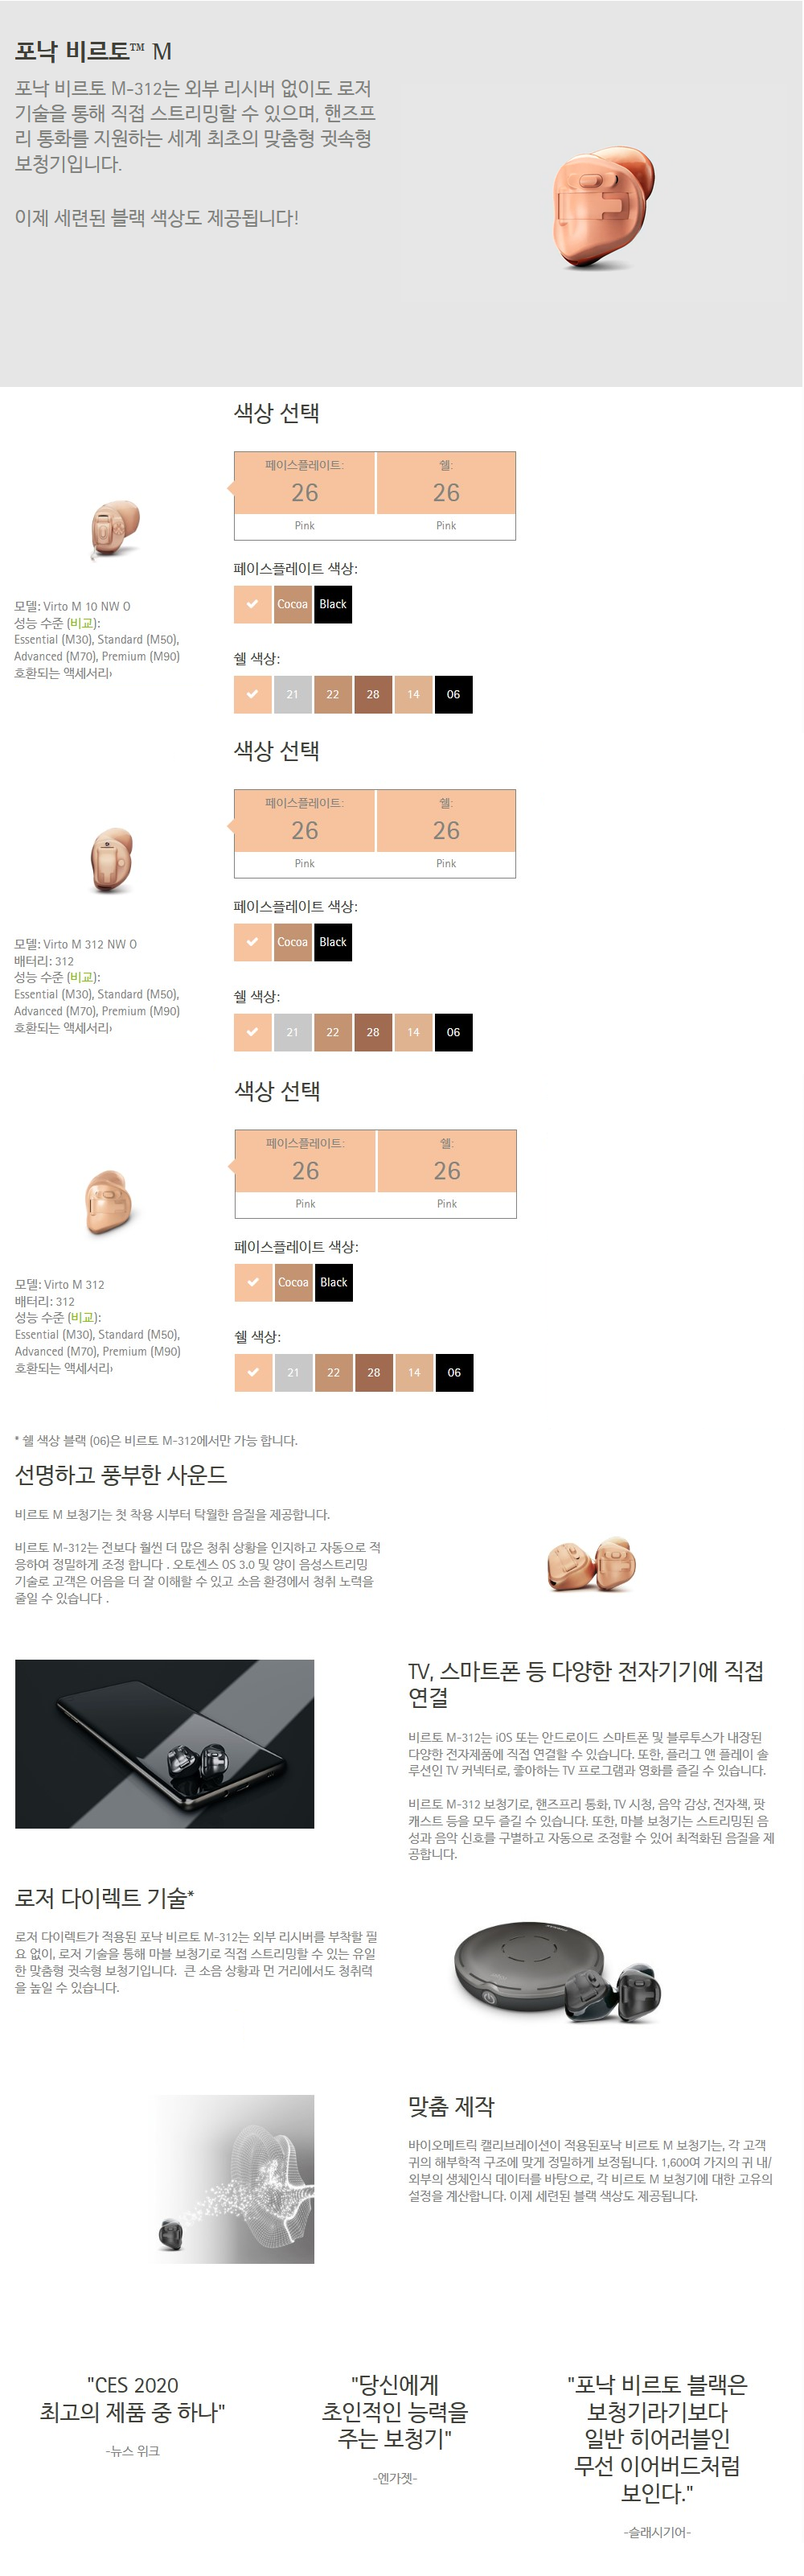 포낙 비르토™ M
포낙 비르토 M-312는 외부 리시버 없이도 로저
기술을 통해 직접 스트리밍할 수 있으며, 핸즈프
리 통화를 지원하는 세계 최초의 맞춤형 귓속형
보청기입니다.
이제 세련된 블랙 색상도 제공됩니다!
색상 선택
페이스플레이트: 쉘:
26 26
Pink Pink
페이스플레이트 색상:
Cocoa Black
쉘 색상:
21 22 28 14 06
모델: Virto M 10 NW O
성능 수준 (비교):
Essential (M30), Standard (M50),
Advanced (M70), Premium (M90)
호환되는 액세서리›
색상 선택
페이스플레이트: 쉘:
26 26
Pink Pink
페이스플레이트 색상:
Cocoa Black
쉘 색상:
21 22 28 14 06
모델: Virto M 312 NW O
배터리: 312
성능 수준 (비교):
Essential (M30), Standard (M50),
Advanced (M70), Premium (M90)
호환되는 액세서리›
색상 선택
페이스플레이트: 쉘:
26 26
Pink Pink
페이스플레이트 색상:
Cocoa Black
쉘 색상:
21 22 28 14 06
모델: Virto M 312
배터리: 312
성능 수준 (비교):
Essential (M30), Standard (M50),
Advanced (M70), Premium (M90)
호환되는 액세서리›
* 쉘 색상 블랙 (06)은 비르토 M-312에서만 가능 합니다.
선명하고 풍부한 사운드
비르토 M 보청기는 첫 착용 시부터 탁월한 음질을 제공합니다.
비르토 M-312는 전보다 훨씬 더 많은 청취 상황을 인지하고 자동으로 적
응하여 정밀하게 조정 합니다 . 오토센스 OS 3.0 및 양이 음성스트리밍
기술로 고객은 어음을 더 잘 이해할 수 있고 소음 환경에서 청취 노력을
줄일 수 있습니다 .
TV, 스마트폰 등 다양한 전자기기에 직접
연결
비르토 M-312는 iOS 또는 안드로이드 스마트폰 및 블루투스가 내장된
다양한 전자제품에 직접 연결할 수 있습니다. 또한, 플러그 앤 플레이 솔
루션인 TV 커넥터로, 좋아하는 TV 프로그램과 영화를 즐길 수 있습니다.
비르토 M-312 보청기로, 핸즈프리 통화, TV 시청, 음악 감상, 전자책, 팟
캐스트 등을 모두 즐길 수 있습니다. 또한, 마블 보청기는 스트리밍된 음
성과 음악 신호를 구별하고 자동으로 조정할 수 있어 최적화된 음질을 제
공합니다.
로저 다이렉트 기술*
로저 다이렉트가 적용된 포낙 비르토 M-312는 외부 리시버를 부착할 필
요 없이, 로저 기술을 통해 마블 보청기로 직접 스트리밍할 수 있는 유일
한 맞춤형 귓속형 보청기입니다. 큰 소음 상황과 먼 거리에서도 청취력
을 높일 수 있습니다.
맞춤 제작
바이오메트릭 캘리브레이션이 적용된포낙 비르토 M 보청기는, 각 고객
귀의 해부학적 구조에 맞게 정밀하게 보정됩니다. 1,600여 가지의 귀 내/
외부의 생체인식 데이터를 바탕으로, 각 비르토 M 보청기에 대한 고유의
설정을 계산합니다. 이제 세련된 블랙 색상도 제공됩니다.
"CES 2020
최고의 제품 중 하나"
-뉴스 위크
"당신에게
초인적인 능력을
주는 보청기"
-엔가젯-
"포낙 비르토 블랙은
보청기라기보다
일반 히어러블인
무선 이어버드처럼
보인다."
-슬래시기어-